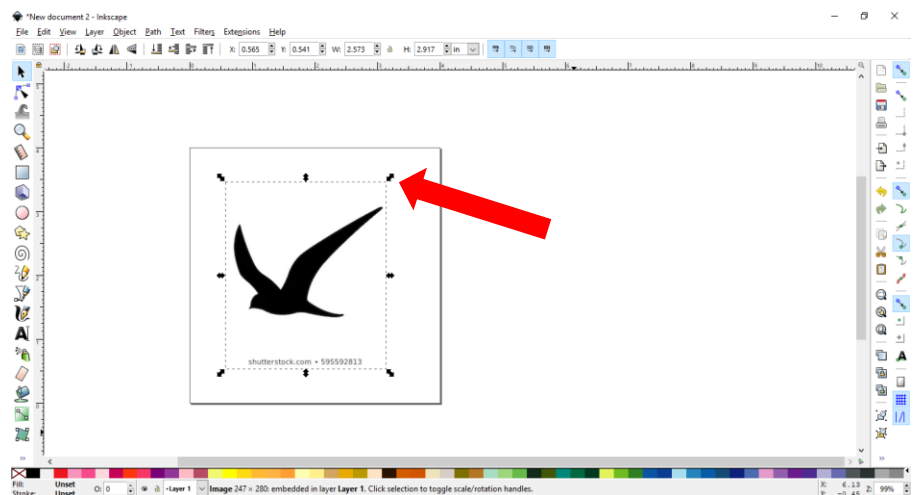 *New document 2 - Inkscape
File Edit View Layer Object Path Text Filters Extensions Help
X: 0.565 Y: 0.541 W: 2.573 H: 2.917 in
shutterstock.com • 595592813
Fill: Unset
Stroke: Unset
O: 0
Layer 1
Image 247 × 280: embedded in layer Layer 1. Click selection to toggle scale/rotation handles.
X: 6.13
Y: -0.45
Z: 99%